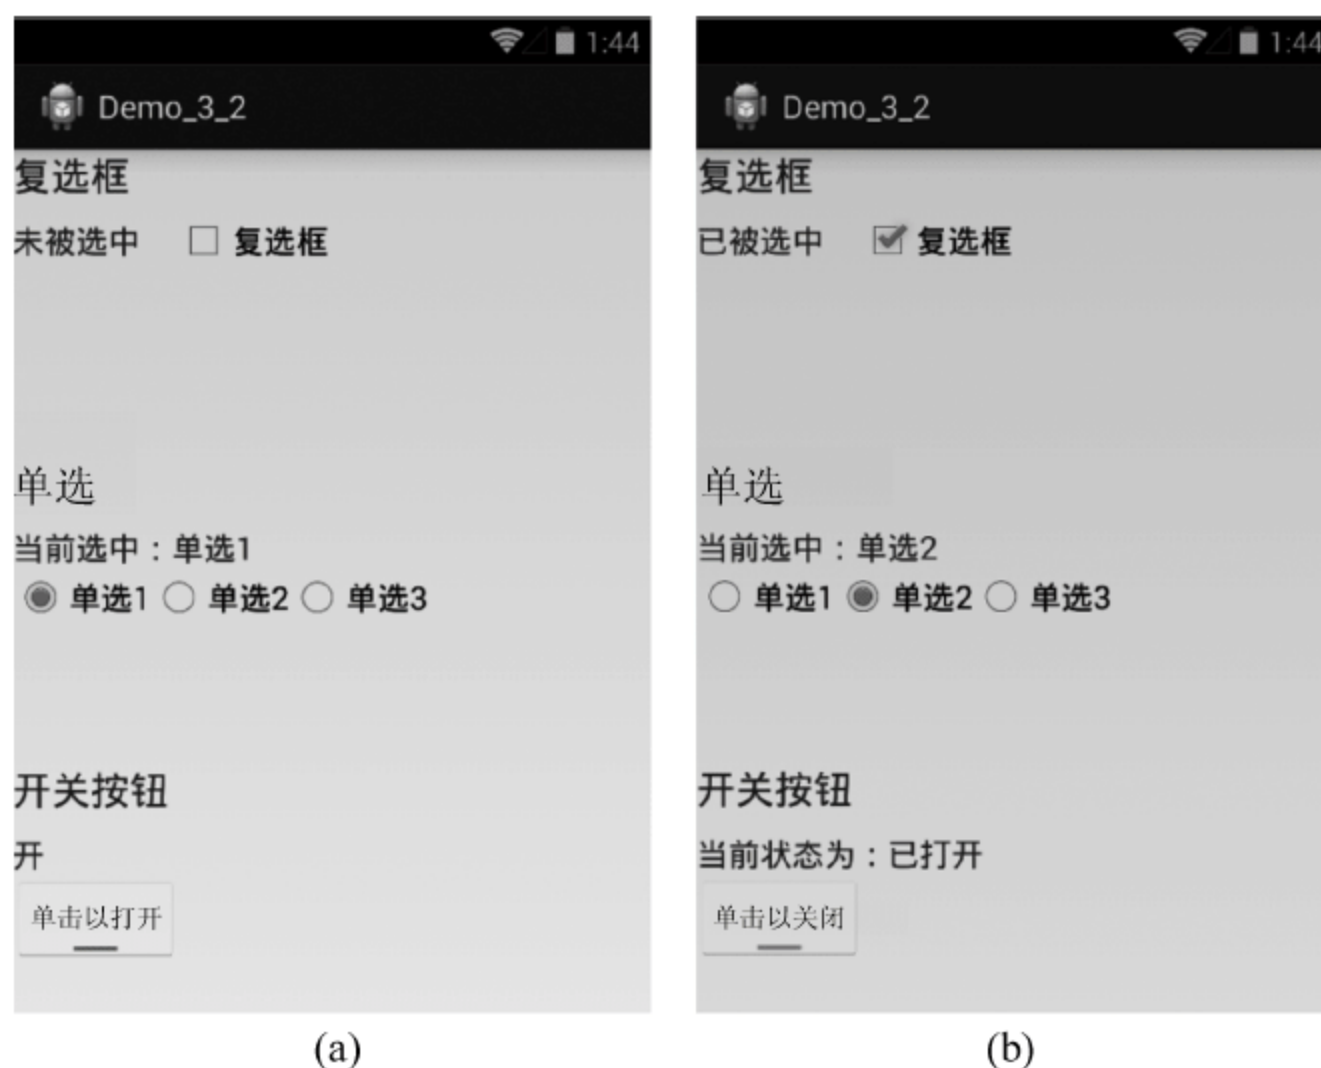 1:44
Demo_3_2
复选框
未被选中 复选框
单选
当前选中：单选1
单选1 单选2 单选3
开关按钮
开
单击以打开
(a)
1:44
Demo_3_2
复选框
已被选中 复选框
单选
当前选中：单选2
单选1 单选2 单选3
开关按钮
当前状态为：已打开
单击以关闭
(b)